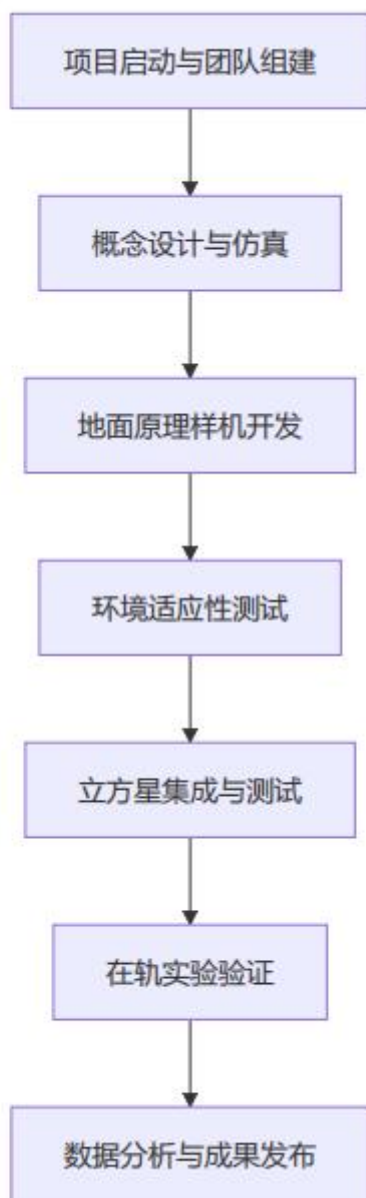 项目启动与团队组建
概念设计与仿真
地面原理样机开发
环境适应性测试
立方星集成与测试
在轨实验验证
数据分析与成果发布